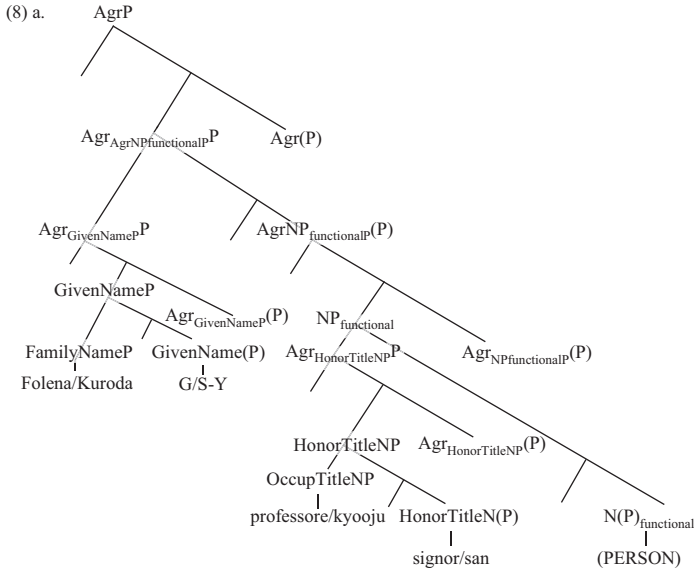 (8) a. AgrP
Agr_AgrNPfunctionalP P Agr(P)
Agr_GivenNameP P AgrNP_functionalP(P)
GivenNameP Agr_GivenNameP(P) NP_functional
FamilyNameP GivenName(P) Agr_HonorTitleNP P Agr_NPfunctionalP(P)
Folena/Kuroda G/S-Y
HonorTitleNP Agr_HonorTitleNP(P)
OccupTitleNP
professore/kyooju HonorTitleN(P) N(P)_functional
signor/san (PERSON)